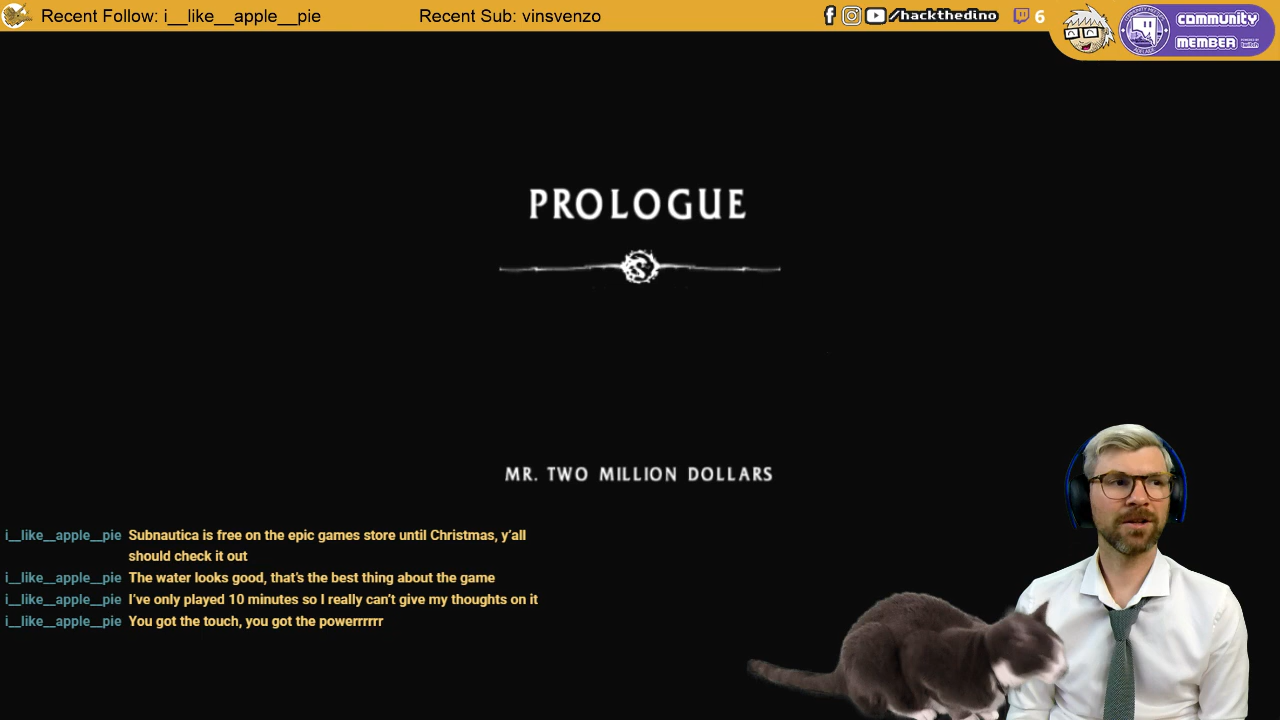 Recent Follow: i__like__apple__pie Recent Sub: vinsvenzo /hackthedino 6
COMMUNITY
MEMBER
PROLOGUE
MR. TWO MILLION DOLLARS
i__like__apple__pie Subnautica is free on the epic games store until Christmas, y'all
should check it out
i__like__apple__pie The water looks good, that's the best thing about the game
i__like__apple__pie I've only played 10 minutes so I really can't give my thoughts on it
i__like__apple__pie You got the touch, you got the powerrrrrr